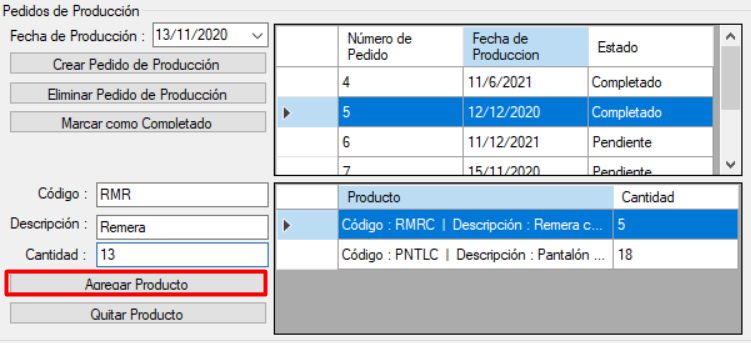 Pedidos de Producción
Fecha de Producción : 13/11/2020
Crear Pedido de Producción
Eliminar Pedido de Producción
Marcar como Completado
Número de Pedido Fecha de Produccion Estado
4 11/6/2021 Completado
5 12/12/2020 Completado
6 11/12/2021 Pendiente
7 15/11/2020 Pendiente
Código : RMR
Descripción : Remera
Cantidad : 13
Agregar Producto
Quitar Producto
Producto Cantidad
Código : RMRC | Descripción : Remera c... 5
Código : PNTLC | Descripción : Pantalón ... 18